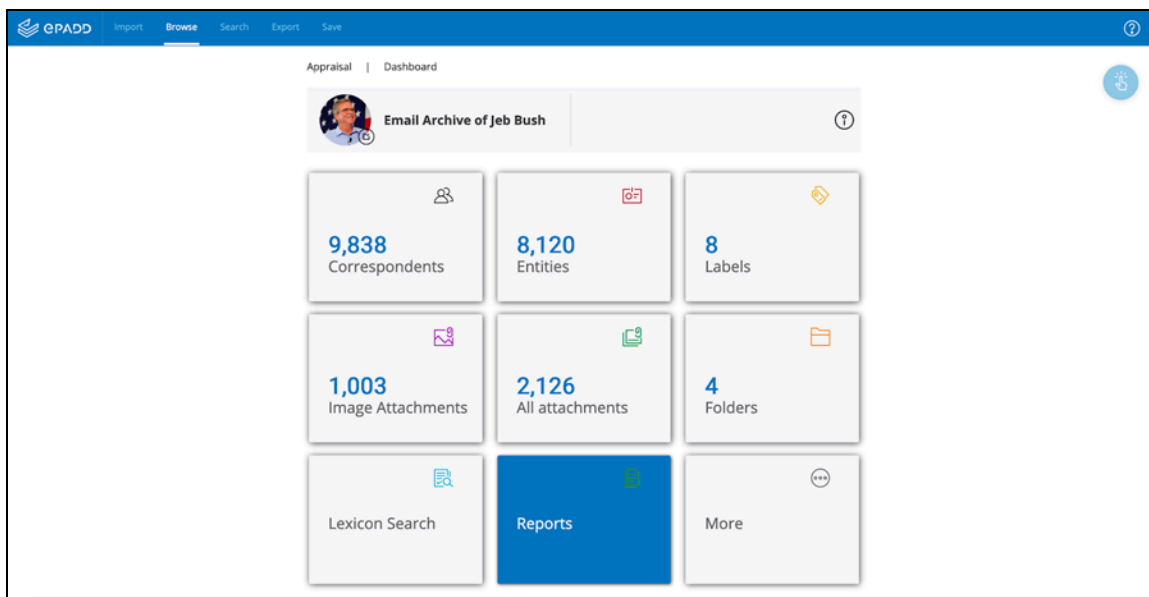 ePADD Import Browse Search Export Save
Appraisal | Dashboard
Email Archive of Jeb Bush
9,838 8,120 8
Correspondents Entities Labels
1,003 2,126 4
Image Attachments All attachments Folders
Lexicon Search Reports More